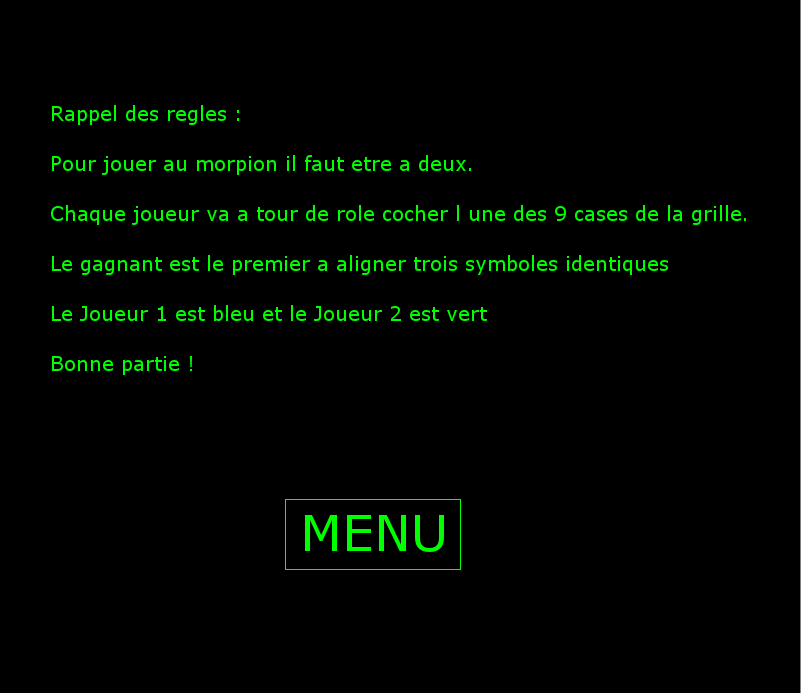 Rappel des regles :
Pour jouer au morpion il faut etre a deux.
Chaque joueur va a tour de role cocher l une des 9 cases de la grille.
Le gagnant est le premier a aligner trois symboles identiques
Le Joueur 1 est bleu et le Joueur 2 est vert
Bonne partie !
MENU